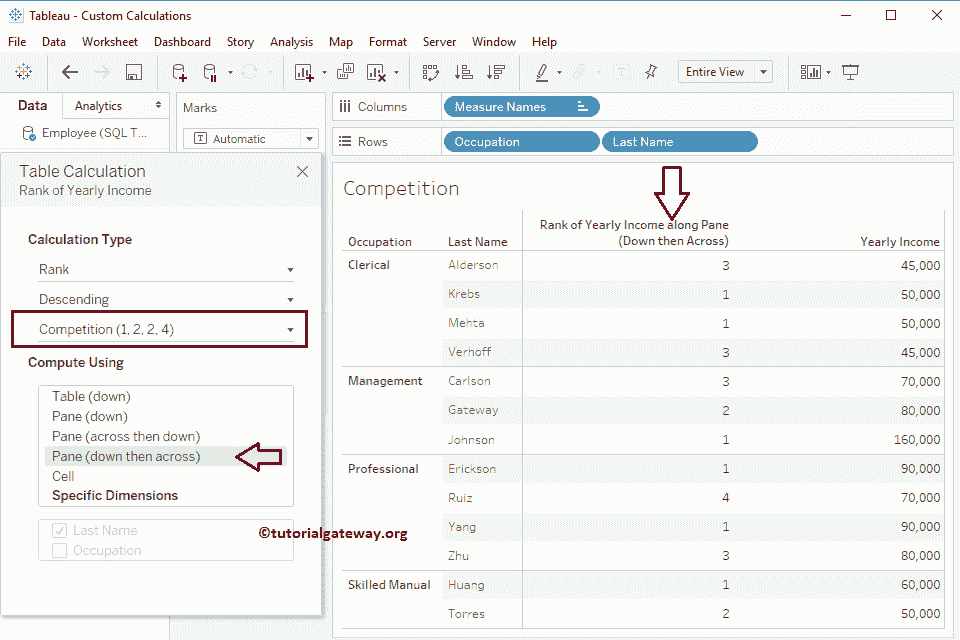 Tableau - Custom Calculations
File Data Worksheet Dashboard Story Analysis Map Format Server Window Help
Entire View
Data Analytics
Employee (SQL T...
Marks
Automatic
Columns Measure Names
Rows Occupation Last Name
Table Calculation
Rank of Yearly Income
Calculation Type
Rank
Descending
Competition (1, 2, 2, 4)
Compute Using
Table (down)
Pane (down)
Pane (across then down)
Pane (down then across)
Cell
Specific Dimensions
Last Name
Occupation
©tutorialgateway.org
Competition
Rank of Yearly Income along Pane
Occupation Last Name (Down then Across) Yearly Income
Clerical Alderson 3 45,000
Krebs 1 50,000
Mehta 1 50,000
Verhoff 3 45,000
Management Carlson 3 70,000
Gateway 2 80,000
Johnson 1 160,000
Professional Erickson 1 90,000
Ruiz 4 70,000
Yang 1 90,000
Zhu 3 80,000
Skilled Manual Huang 1 60,000
Torres 2 50,000